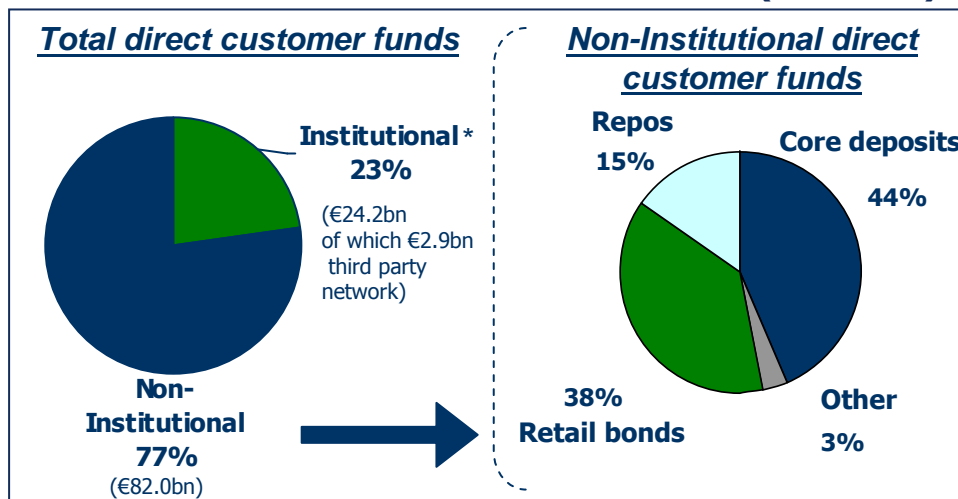 Total direct customer funds
Institutional*
23%
(€24.2bn
of which €2.9bn
third party
network)
Non-
Institutional
77%
(€82.0bn)
Non-Institutional direct
customer funds
Repos
15%
Core deposits
44%
38%
Retail bonds
Other
3%